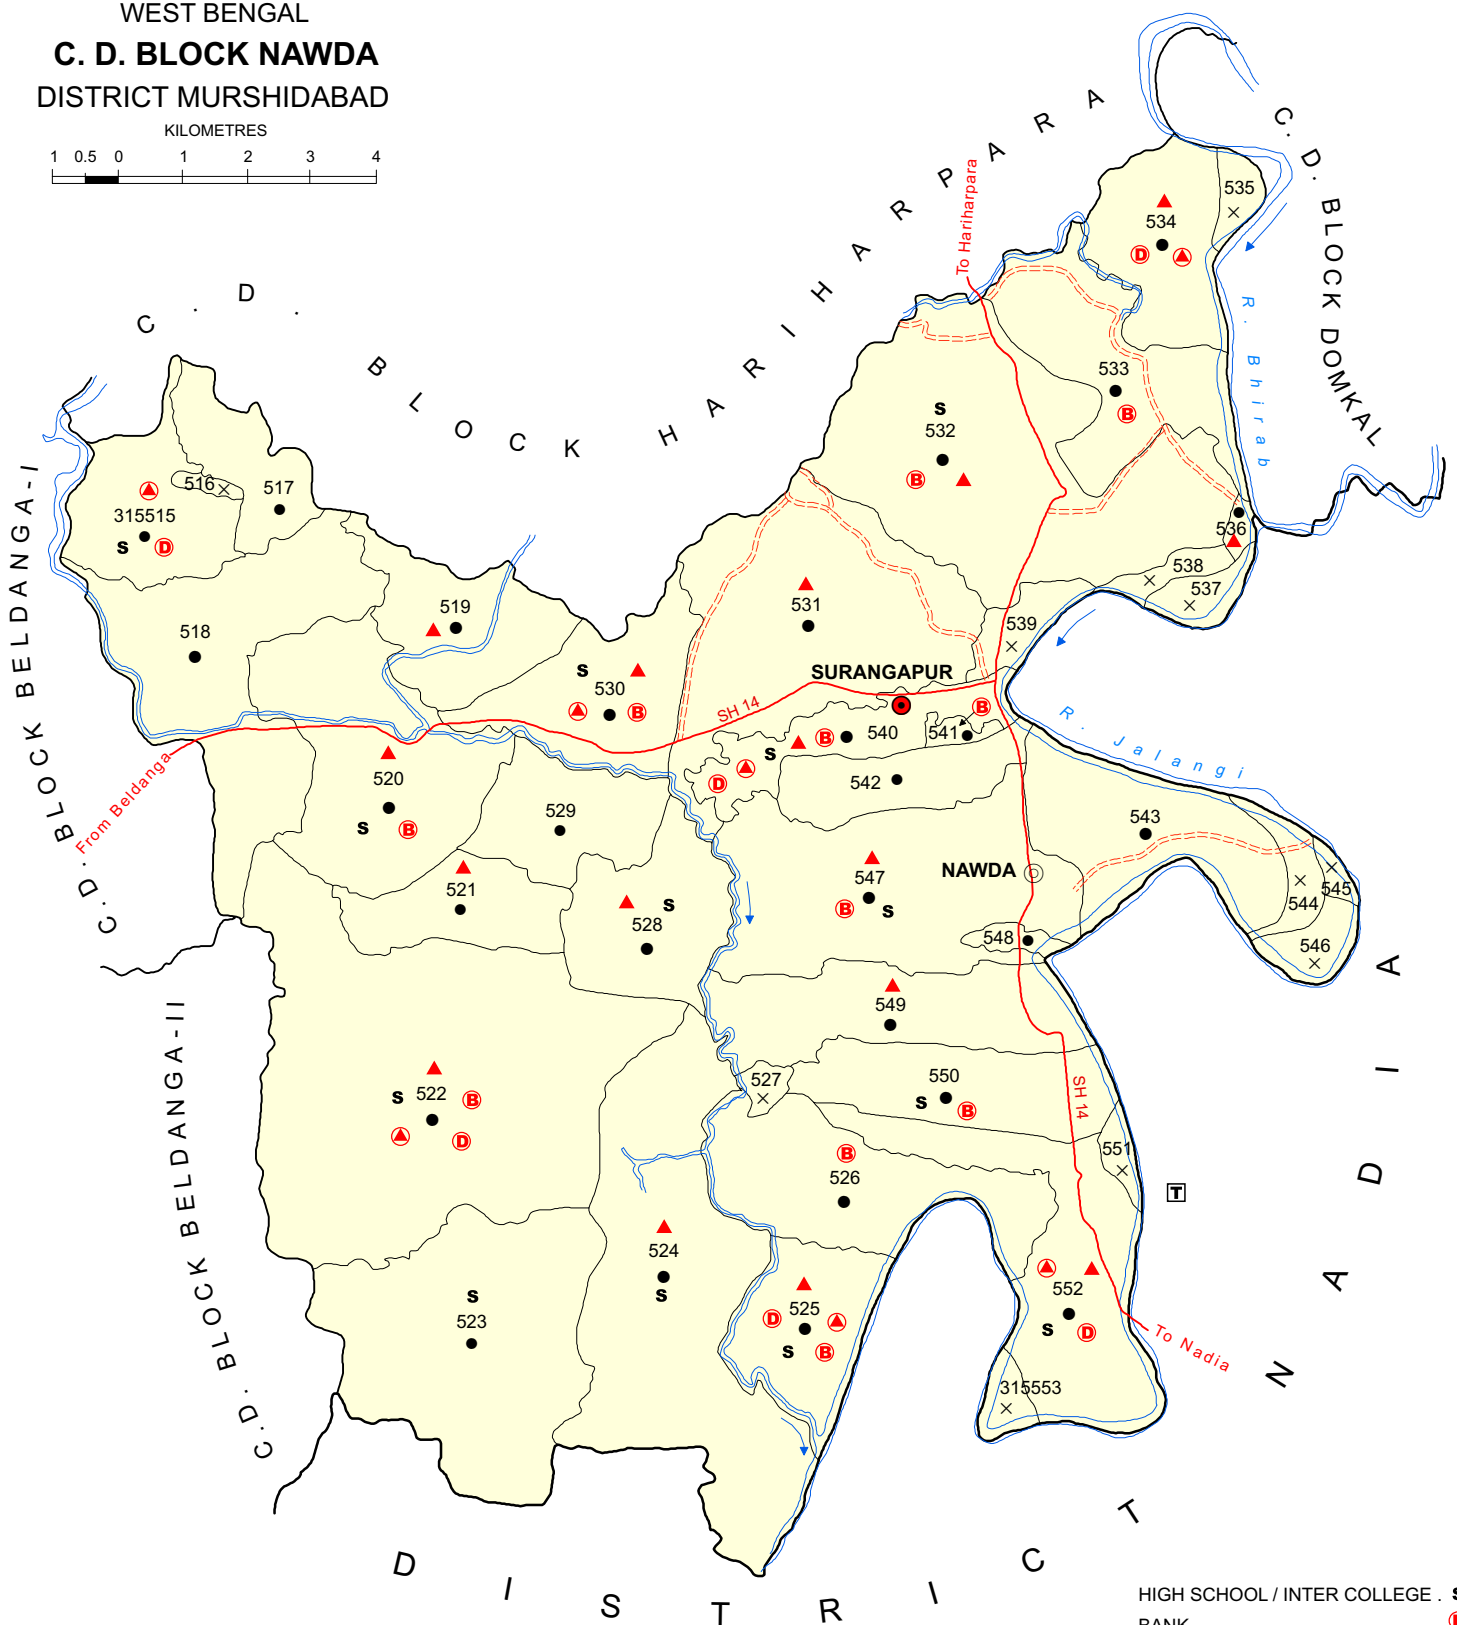 WEST BENGAL
C. D. BLOCK NAWDA
DISTRICT MURSHIDABAD
KILOMETRES
1 0.5 0 1 2 3 4
C. D. BLOCK HARIHARPARA
C. D. BLOCK DOMKAL
To Hariharpara
R. Bhirab
535
534
D
533
B
S
532
B
516
517
315515
S
D
536
538
537
519
531
518
539
S
530
B
SURANGAPUR
SH 14
B
540
541
B
S
D
542
R. Jalangi
C.D. BLOCK BELDANGA-I
From Beldanga
520
S
B
529
543
521
547
B
S
NAWDA
544
545
546
S
528
548
549
C.D. BLOCK BELDANGA-II
S
522
B
D
527
550
S
B
SH 14
551
T
B
526
524
S
S
523
525
D
S
B
552
S
D
To Nadia
315553
DISTRICT NADIA
HIGH SCHOOL / INTER COLLEGE . S
BANK